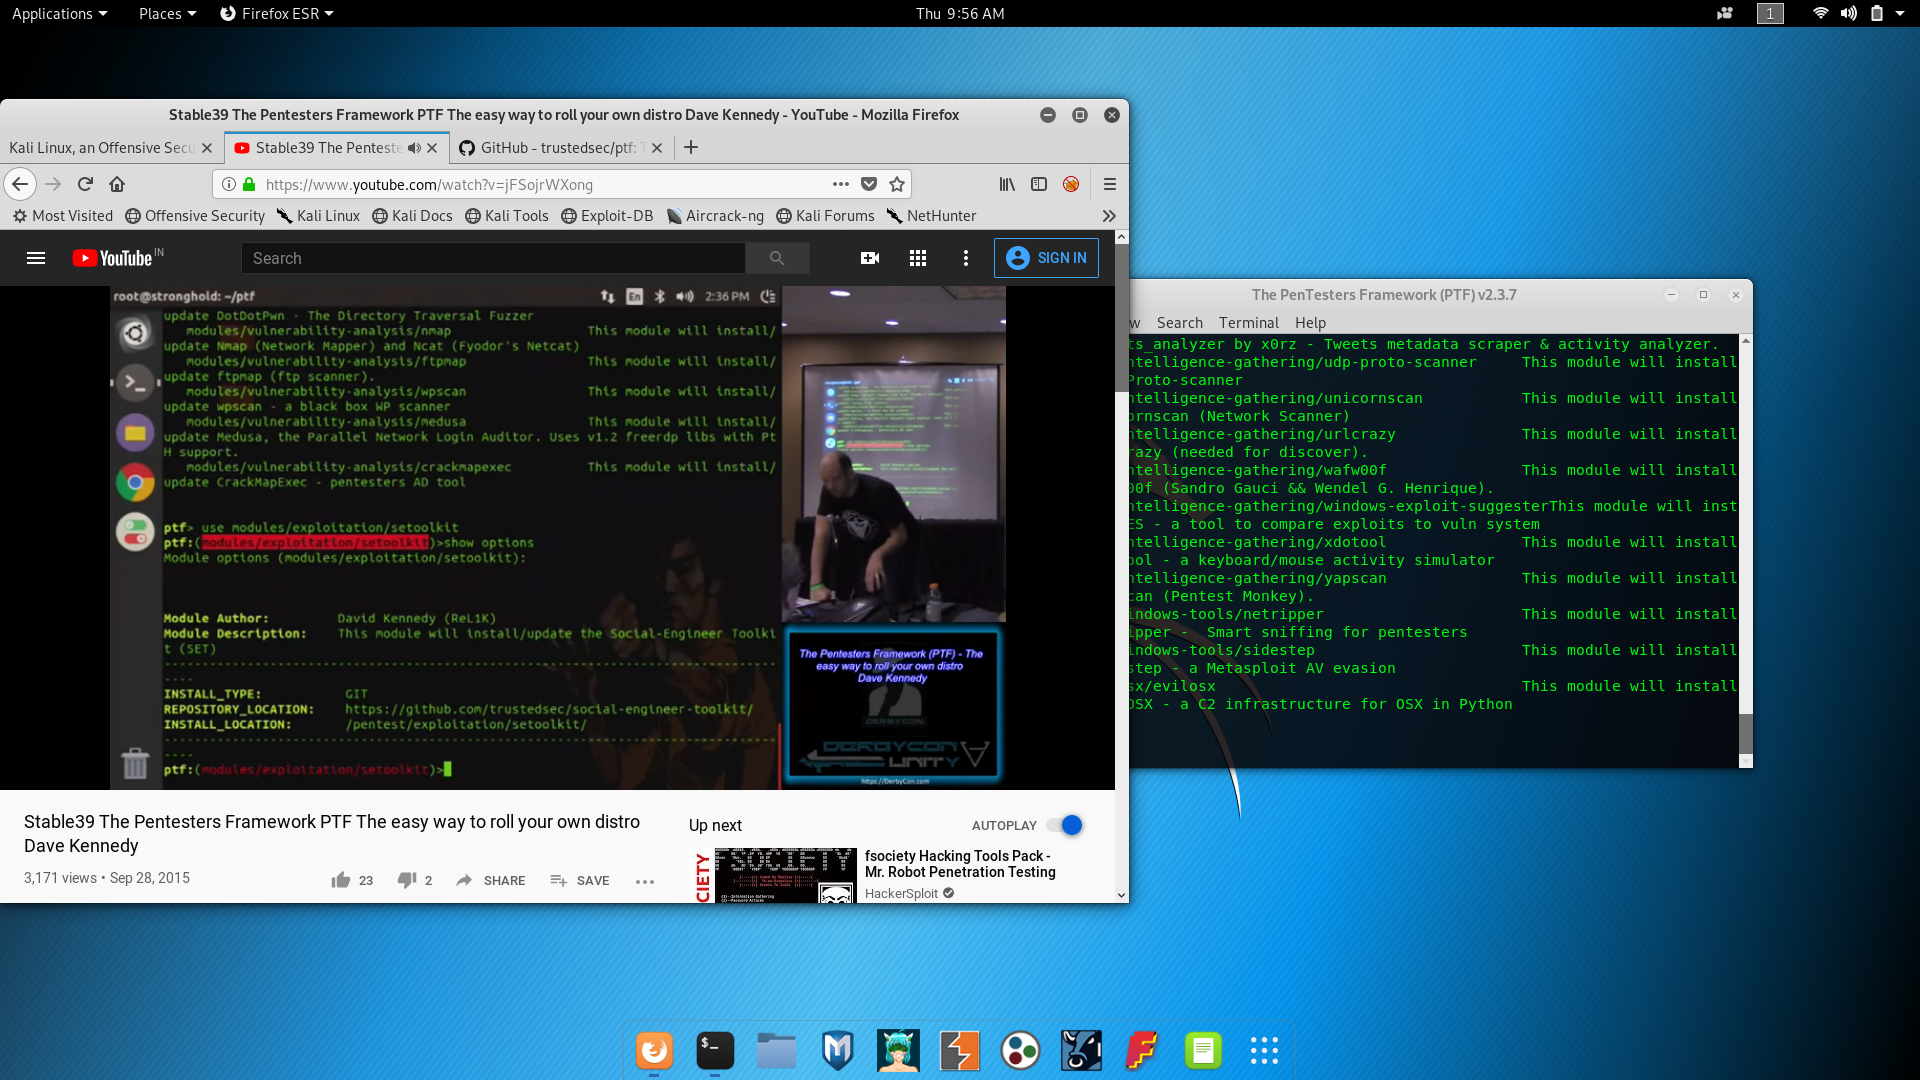 Applications Places Firefox ESR Thu 9:56 AM 1
Stable39 The Pentesters Framework PTF The easy way to roll your own distro Dave Kennedy - YouTube - Mozilla Firefox
Kali Linux, an Offensive Secu Stable39 The Penteste GitHub - trustedsec/ptf: T
https://www.youtube.com/watch?v=jFSojrWXong
Most Visited Offensive Security Kali Linux Kali Docs Kali Tools Exploit-DB Aircrack-ng Kali Forums NetHunter
YouTube IN Search SIGN IN
root@stronghold: ~/ptf En 2:36 PM
update DotDotPwn - The Directory Traversal Fuzzer
modules/vulnerability-analysis/nmap This module will install/
update Nmap (Network Mapper) and Ncat (Fyodor's Netcat)
modules/vulnerability-analysis/ftpmap This module will install/
update ftpmap (ftp scanner).
modules/vulnerability-analysis/wpscan This module will install/
update wpscan - a black box WP scanner
modules/vulnerability-analysis/medusa This module will install/
update Medusa, the Parallel Network Login Auditor. Uses v1.2 freerdp libs with Pt
H support.
modules/vulnerability-analysis/crackmapexec This module will install/
update CrackMapExec - pentesters AD tool
ptf> use modules/exploitation/setoolkit
ptf:(modules/exploitation/setoolkit)>show options
Module options (modules/exploitation/setoolkit):
Module Author: David Kennedy (ReL1K)
Module Description: This module will install/update the Social-Engineer Toolki
t (SET)
INSTALL_TYPE: GIT
REPOSITORY_LOCATION: https://github.com/trustedsec/social-engineer-toolkit/
INSTALL_LOCATION: /pentest/exploitation/setoolkit/
ptf:(modules/exploitation/setoolkit)>
The Pentesters Framework (PTF) - The
easy way to roll your own distro
Dave Kennedy
DERBYCON
DERBYCON
UNITY
https://DerbyCon.com
Stable39 The Pentesters Framework PTF The easy way to roll your own distro
Dave Kennedy
3,171 views • Sep 28, 2015
23 2 SHARE SAVE
Up next AUTOPLAY
CIETY
fsociety Hacking Tools Pack -
Mr. Robot Penetration Testing
HackerSploit
The PenTesters Framework (PTF) v2.3.7
w Search Terminal Help
ts_analyzer by x0rz - Tweets metadata scraper & activity analyzer.
ntelligence-gathering/udp-proto-scanner This module will install
Proto-scanner
ntelligence-gathering/unicornscan This module will install
ornscan (Network Scanner)
ntelligence-gathering/urlcrazy This module will install
razy (needed for discover).
ntelligence-gathering/wafw00f This module will install
00f (Sandro Gauci && Wendel G. Henrique).
ntelligence-gathering/windows-exploit-suggesterThis module will inst
ES - a tool to compare exploits to vuln system
ntelligence-gathering/xdotool This module will install
ool - a keyboard/mouse activity simulator
ntelligence-gathering/yapscan This module will install
can (Pentest Monkey).
indows-tools/netripper This module will install
ipper -  Smart sniffing for pentesters
indows-tools/sidestep This module will install
step - a Metasploit AV evasion
sx/evilosx This module will install
OSX - a C2 infrastructure for OSX in Python
$_